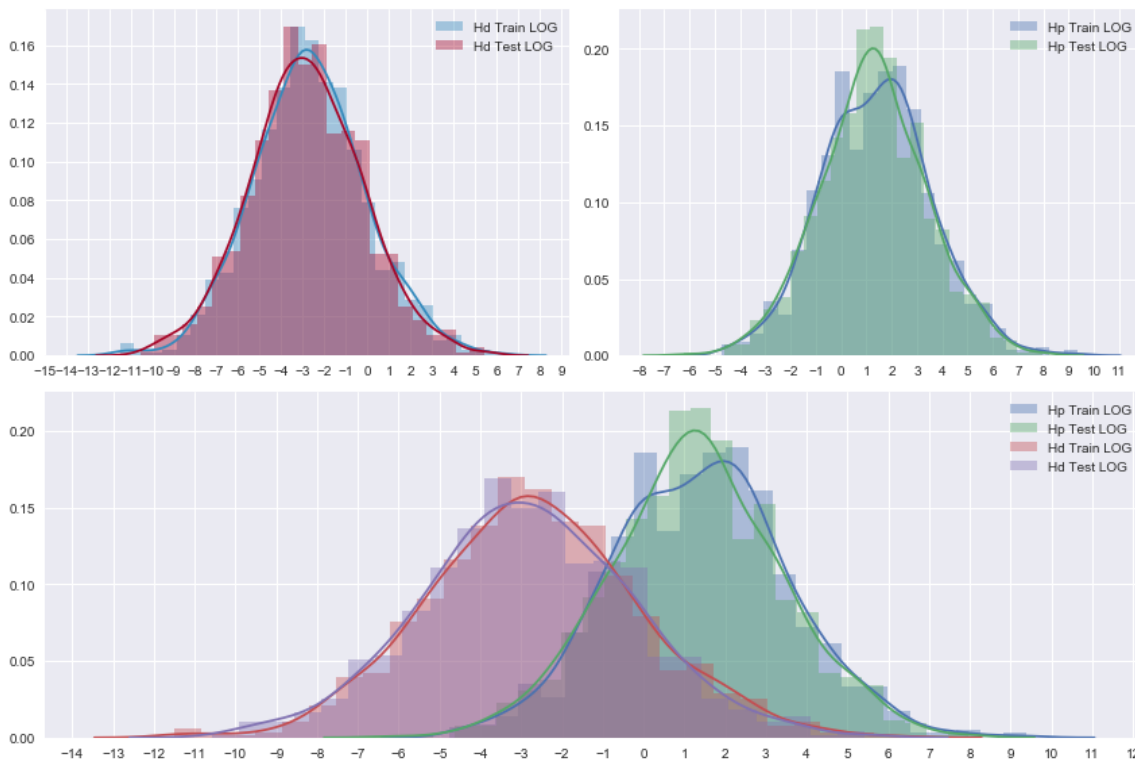 Hd Train LOG
Hd Test LOG
0.16
0.14
0.12
0.10
0.08
0.06
0.04
0.02
0.00
−15−14−13−12−11−10−9 −8 −7 −6 −5 −4 −3 −2 −1 0 1 2 3 4 5 6 7 8 9
Hp Train LOG
Hp Test LOG
0.20
0.15
0.10
0.05
0.00
−8 −7 −6 −5 −4 −3 −2 −1 0 1 2 3 4 5 6 7 8 9 10 11
Hp Train LOG
Hp Test LOG
Hd Train LOG
Hd Test LOG
0.20
0.15
0.10
0.05
0.00
−14 −13 −12 −11 −10 −9 −8 −7 −6 −5 −4 −3 −2 −1 0 1 2 3 4 5 6 7 8 9 10 11 12